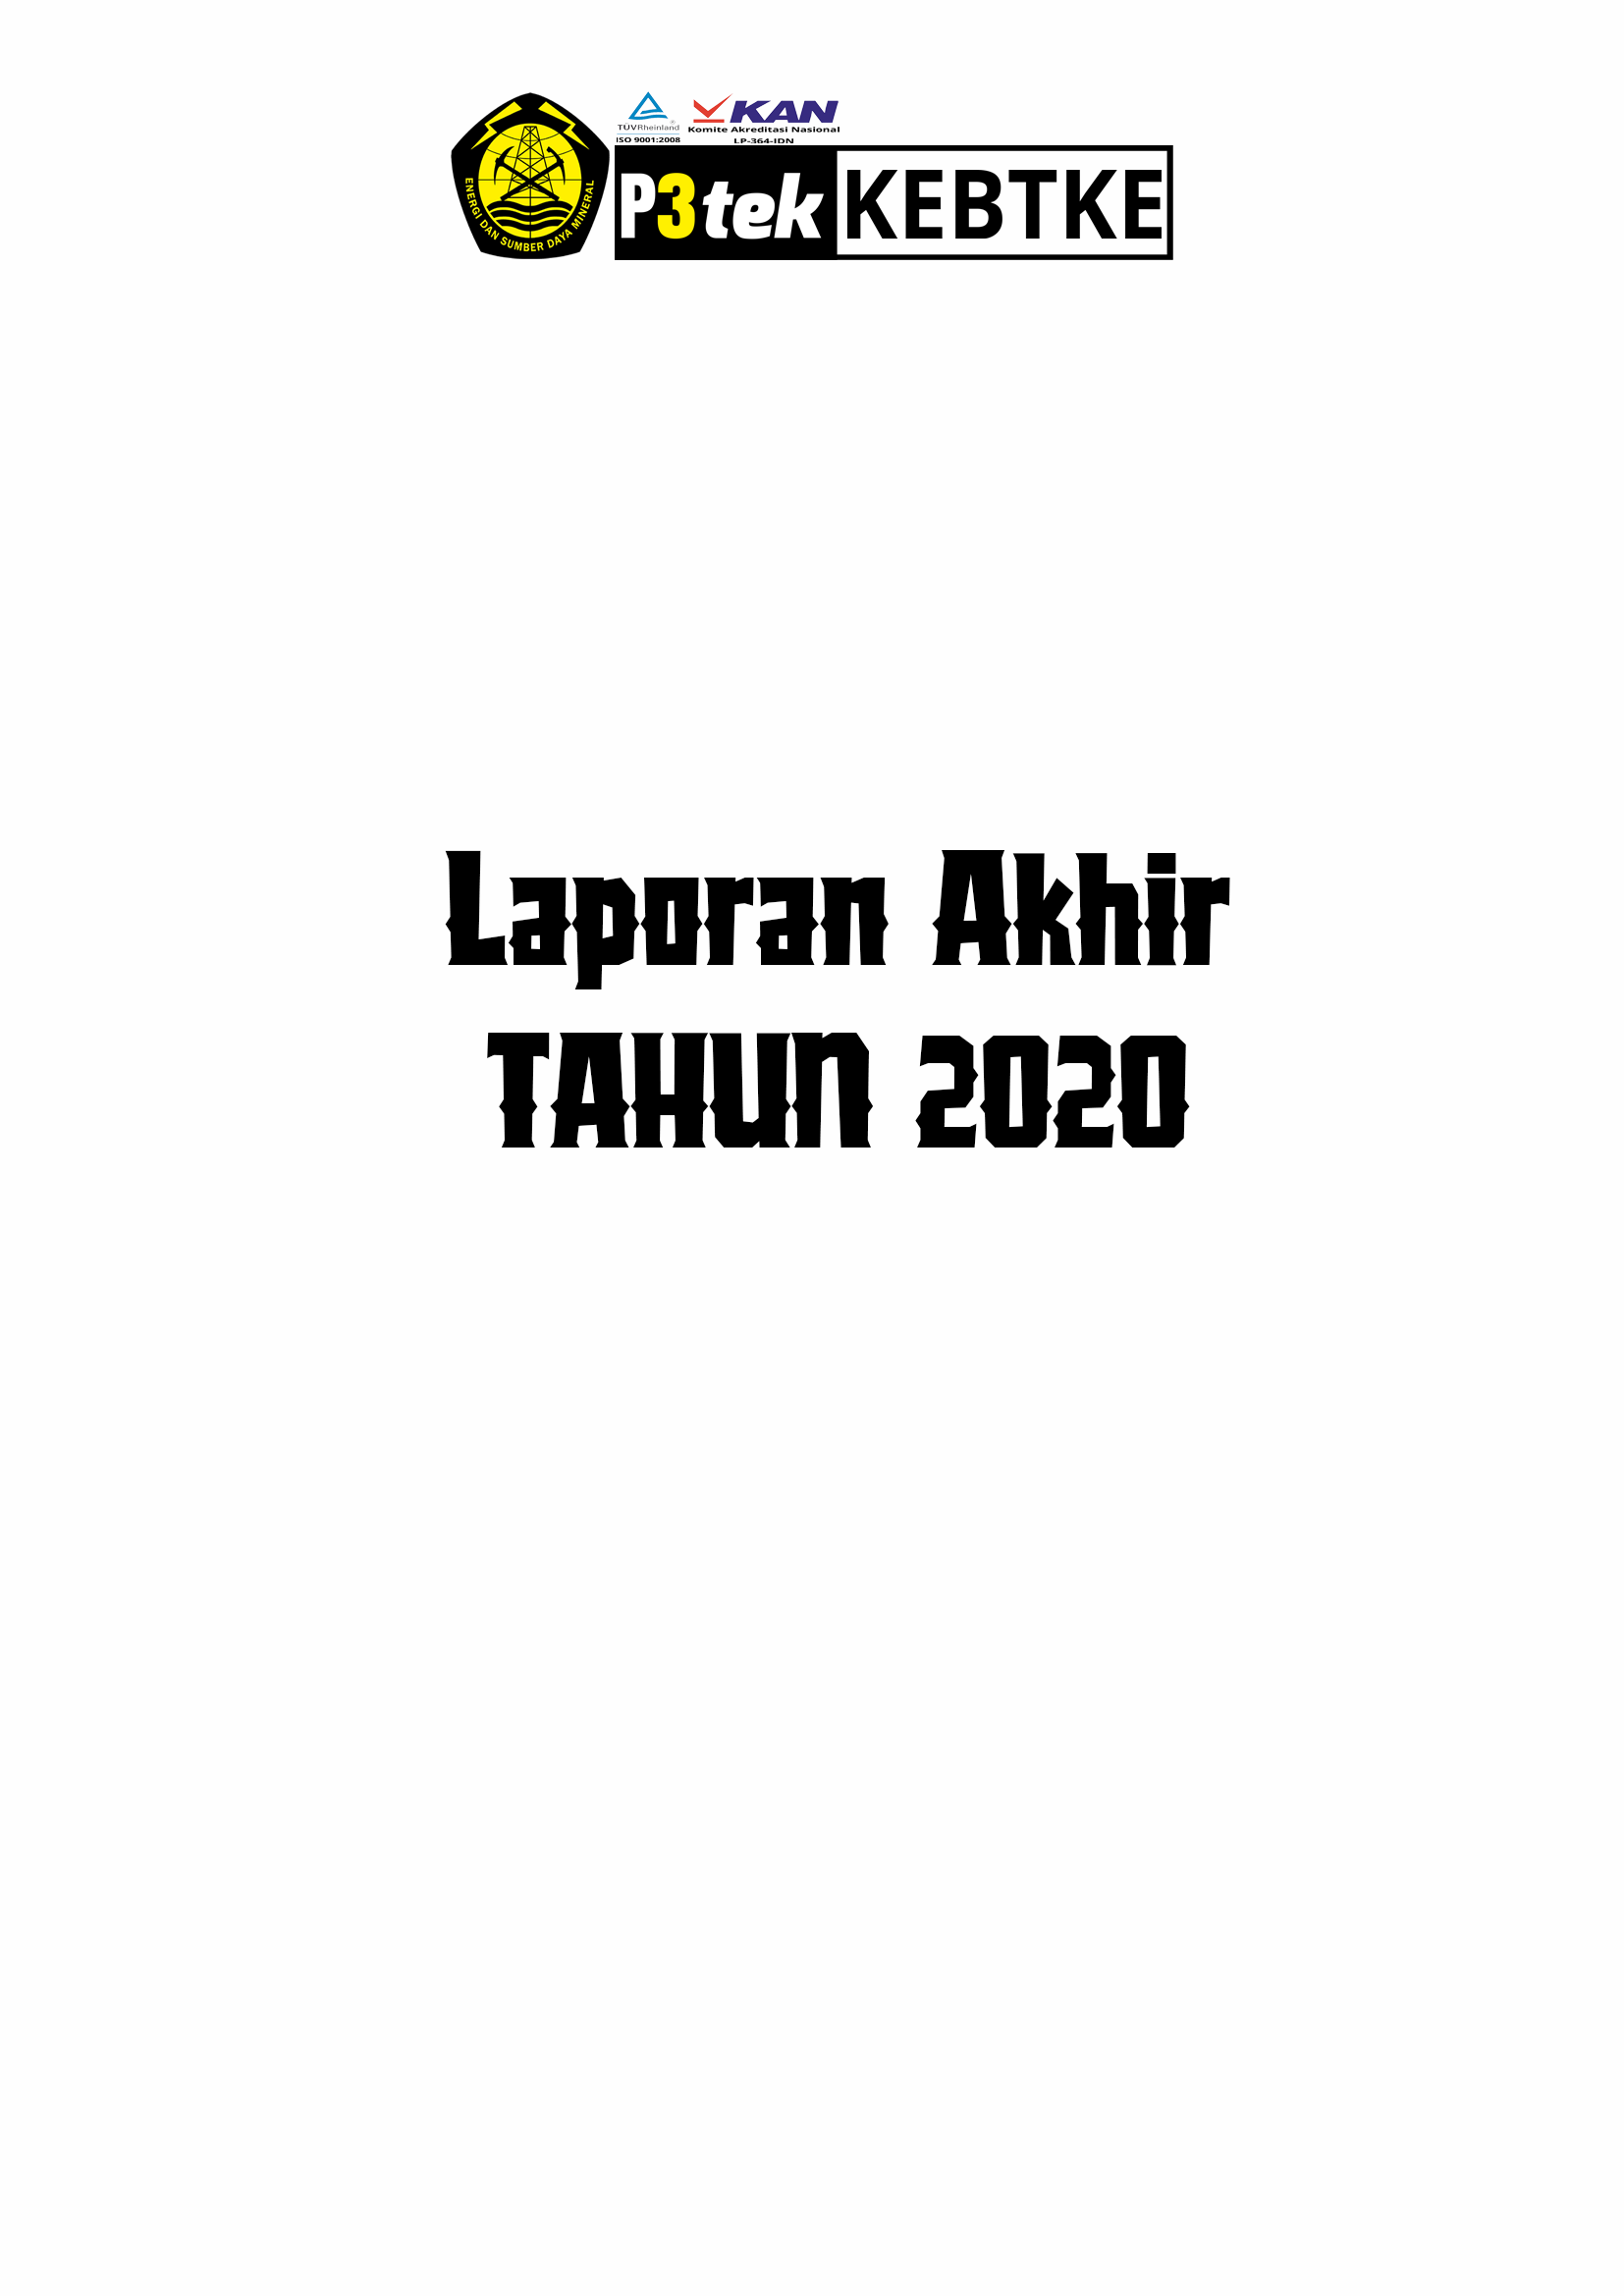 TÜVRheinland ®
ISO 9001:2008
KAN
Komite Akreditasi Nasional
LP-364-IDN
ENERGI DAN SUMBER DAYA MINERAL
P3tek KEBTKE
Laporan Akhir
TAHUN 2020